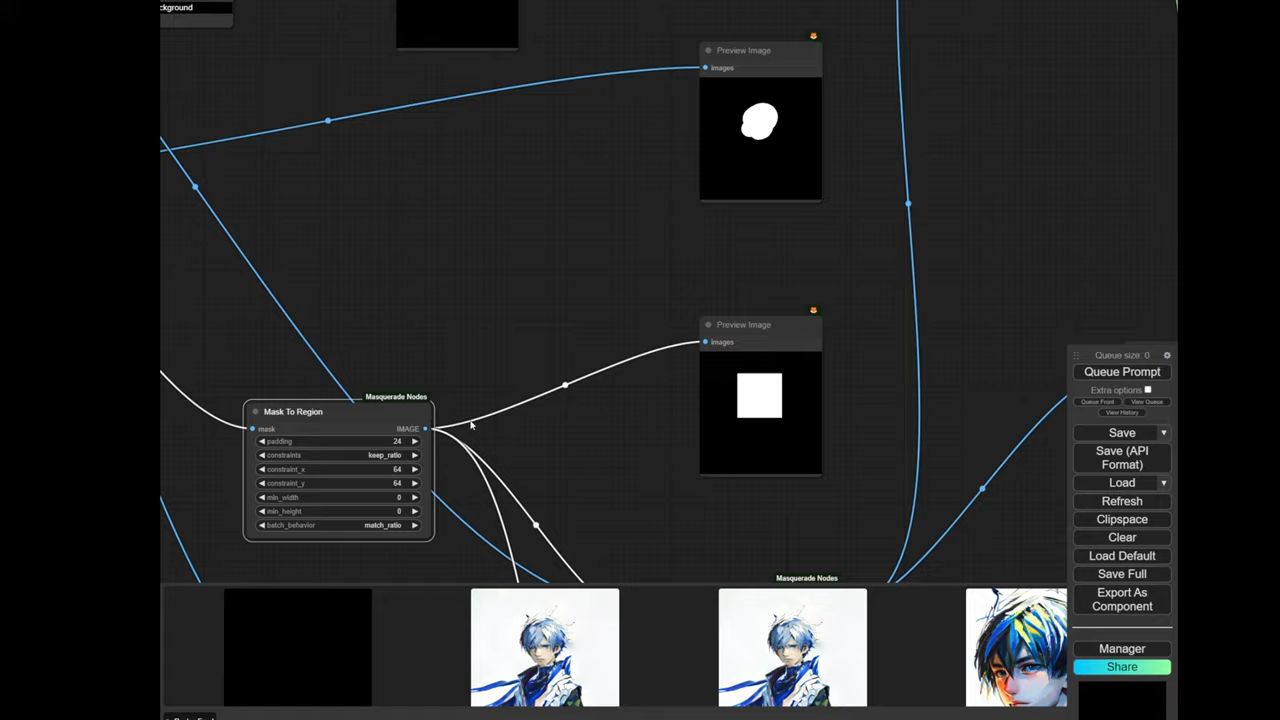 ckground
Preview Image
images
Preview Image
images
Masquerade Nodes
Mask To Region
mask
IMAGE
padding 24
constraints keep_ratio
constraint_x 64
constraint_y 64
min_width 0
min_height 0
batch_behavior match_ratio
Masquerade Nodes
Queue size: 0
Queue Prompt
Extra options
Queue Front
View Queue
View History
Save
Save (API
Format)
Load
Refresh
Clipspace
Clear
Load Default
Save Full
Export As
Component
Manager
Share